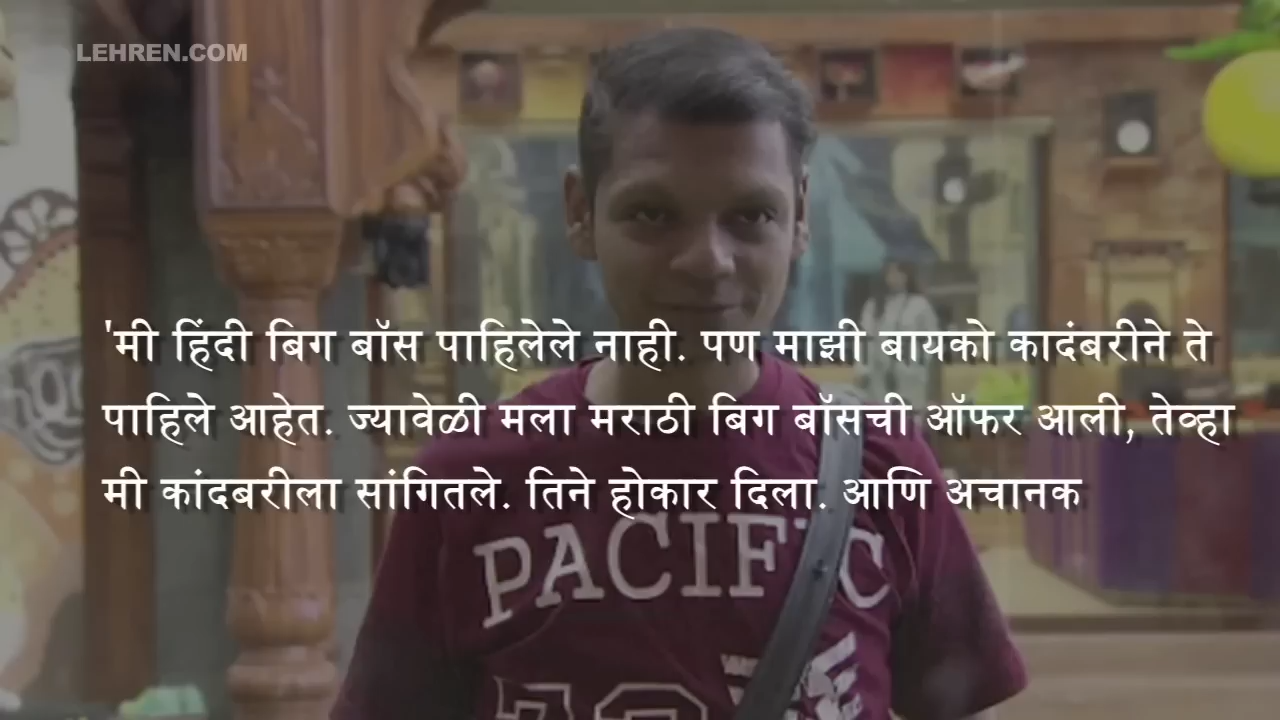 LEHREN.COM
'मी हिंदी बिग बॉस पाहिलेले नाही. पण माझी बायको कादंबरीने ते
पाहिले आहेत. ज्यावेळी मला मराठी बिग बॉसची ऑफर आली, तेव्हा
मी कांदबरीला सांगितले. तिने होकार दिला. आणि अचानक
PACIFIC